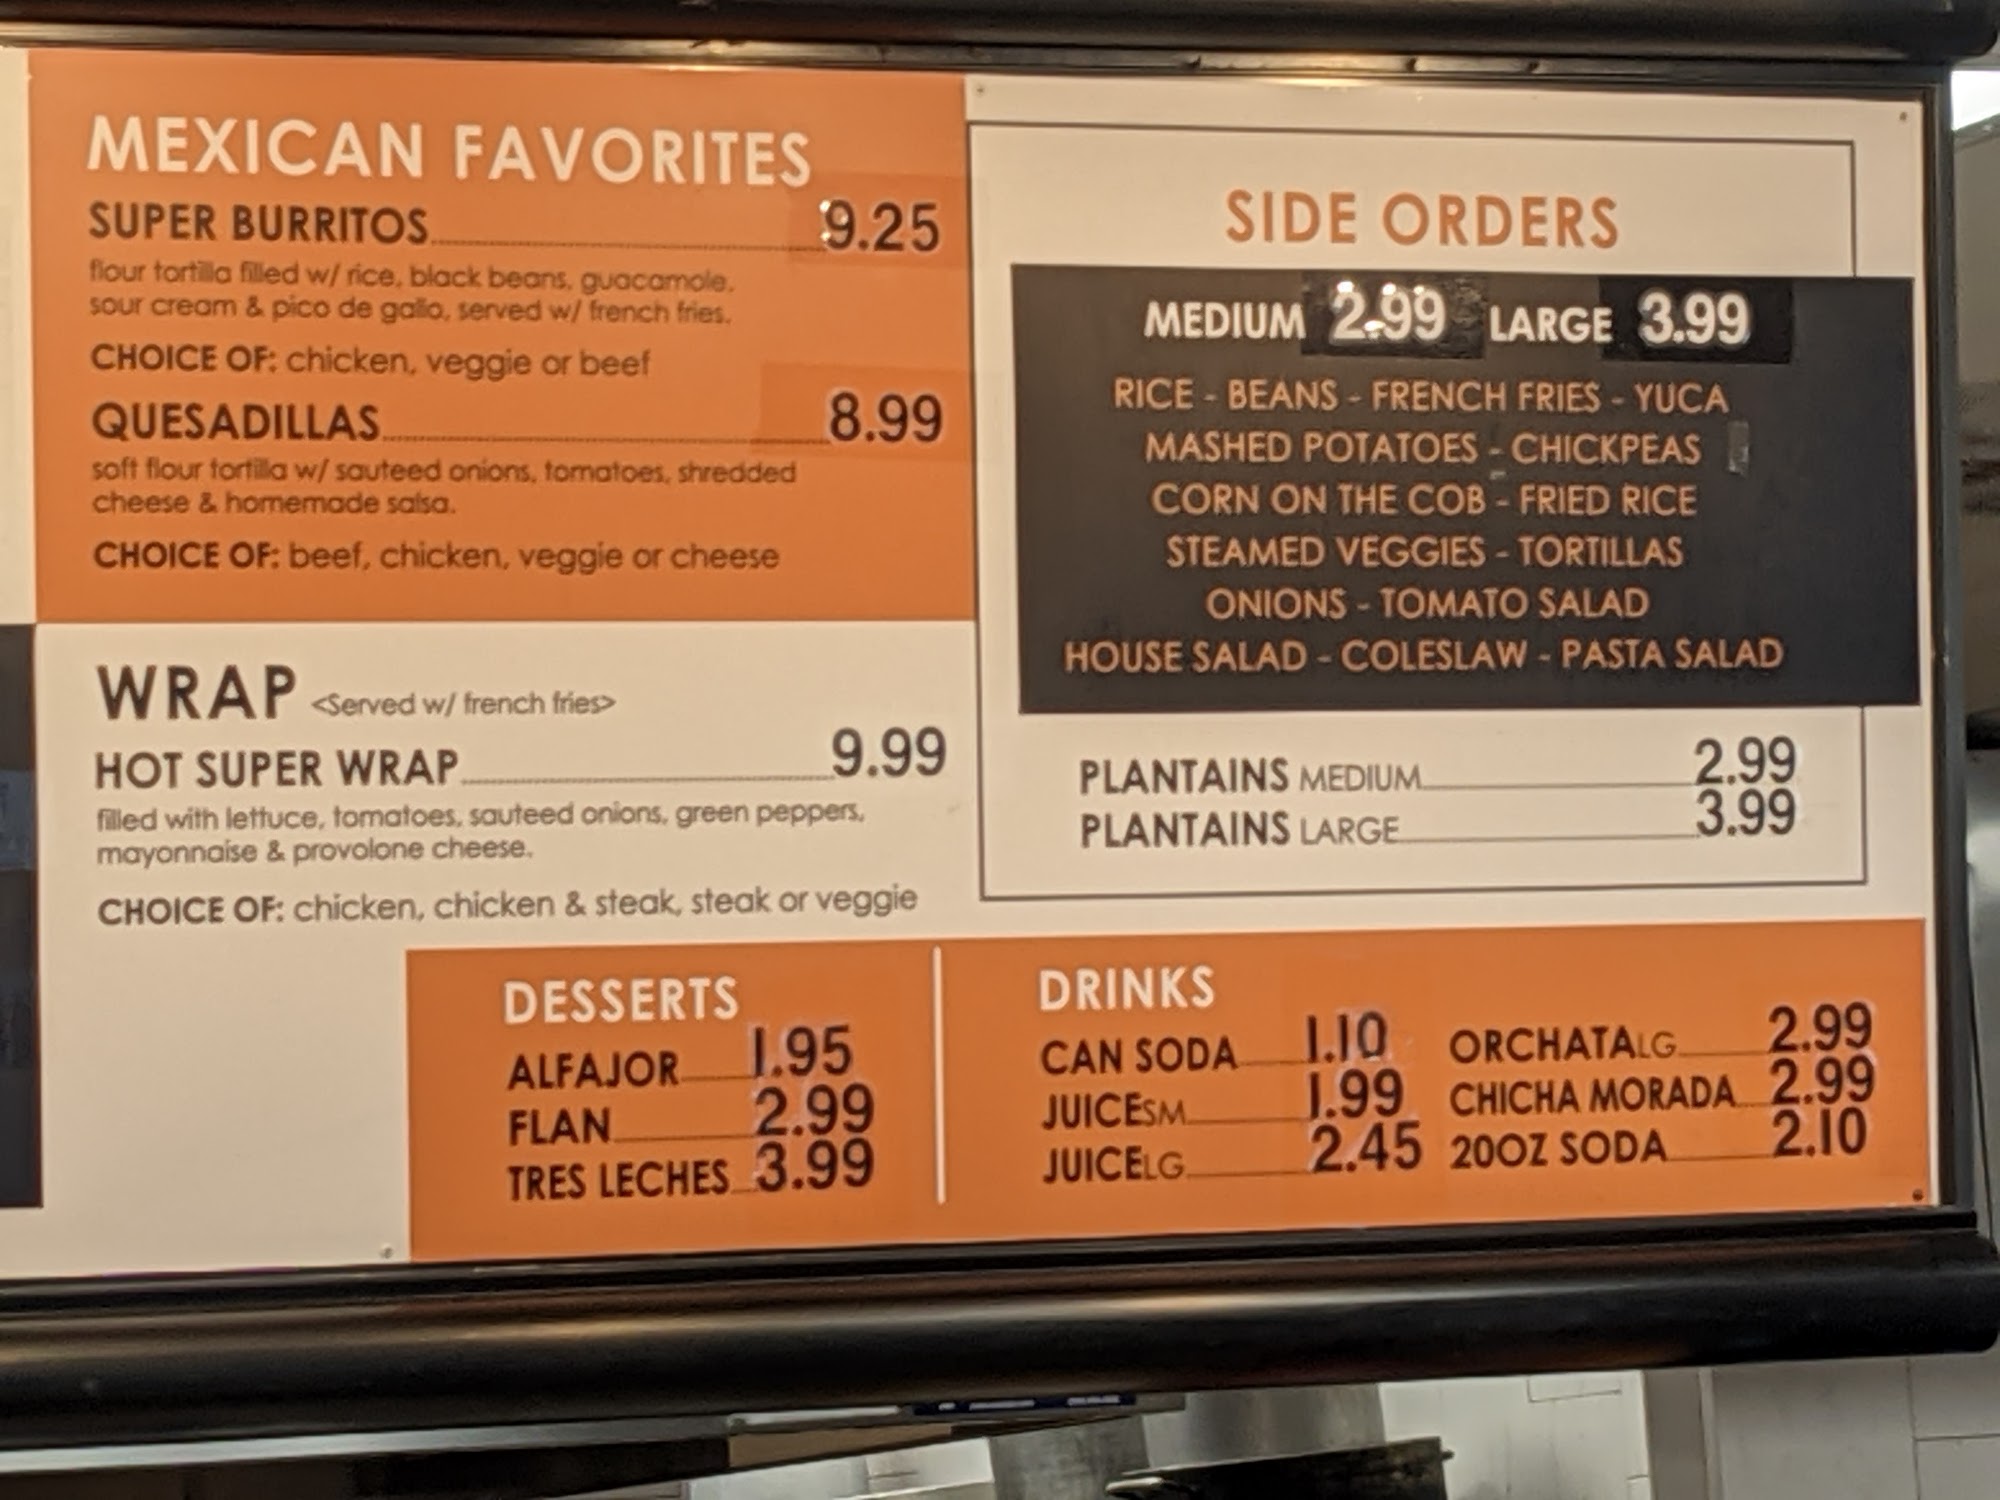 MEXICAN FAVORITES
SUPER BURRITOS 9.25
flour tortilla filled w/ rice, black beans, guacamole,
sour cream & pico de gallo, served w/ french fries.
CHOICE OF: chicken, veggie or beef
QUESADILLAS 8.99
soft flour tortilla w/ sauteed onions, tomatoes, shredded
cheese & homemade salsa.
CHOICE OF: beef, chicken, veggie or cheese
WRAP <Served w/ french fries>
HOT SUPER WRAP 9.99
filled with lettuce, tomatoes, sauteed onions, green peppers,
mayonnaise & provolone cheese.
CHOICE OF: chicken, chicken & steak, steak or veggie
SIDE ORDERS
MEDIUM 2.99 LARGE 3.99
RICE - BEANS - FRENCH FRIES - YUCA
MASHED POTATOES - CHICKPEAS
CORN ON THE COB - FRIED RICE
STEAMED VEGGIES - TORTILLAS
ONIONS - TOMATO SALAD
HOUSE SALAD - COLESLAW - PASTA SALAD
PLANTAINS MEDIUM 2.99
PLANTAINS LARGE 3.99
DESSERTS
ALFAJOR 1.95
FLAN 2.99
TRES LECHES 3.99
DRINKS
CAN SODA 1.10
JUICE SM 1.99
JUICE LG 2.45
ORCHATA LG 2.99
CHICHA MORADA 2.99
20OZ SODA 2.10